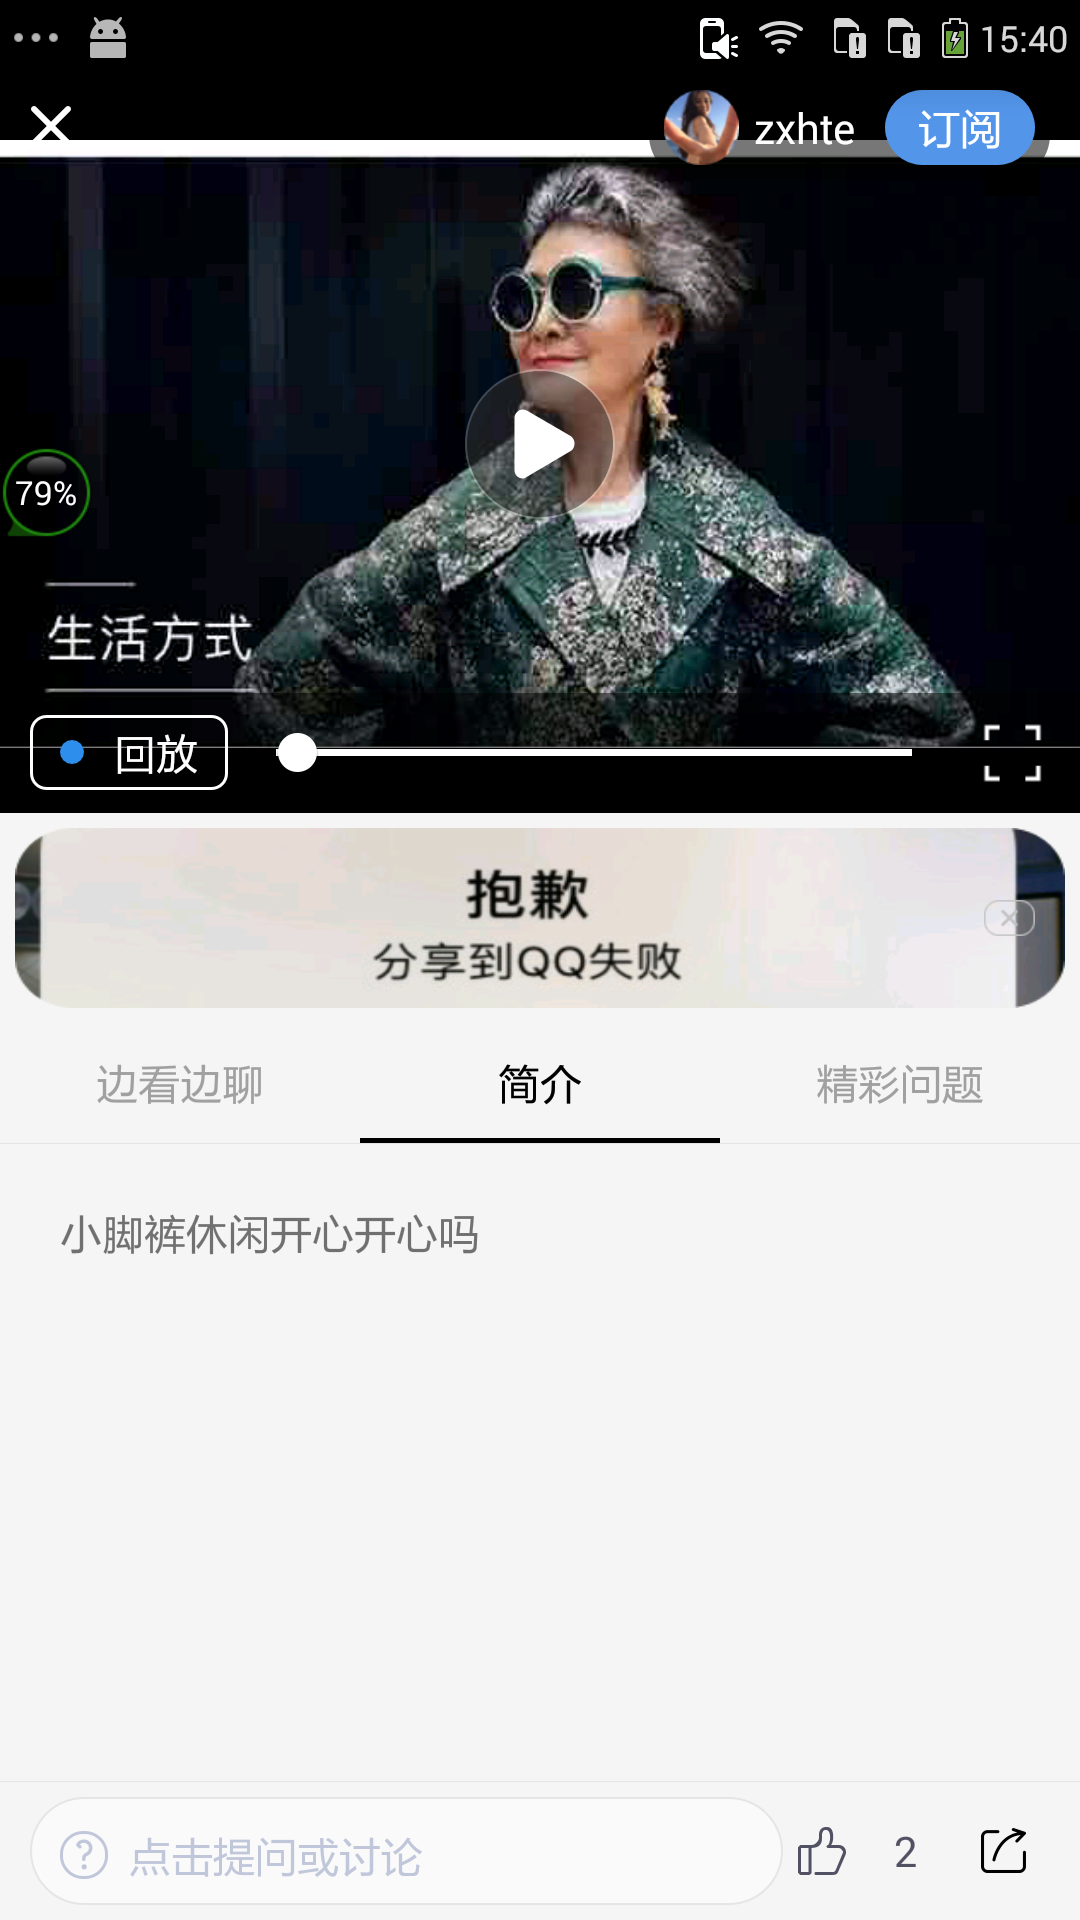 15:40
zxhte
订阅
79%
生活方式
回放
抱歉
分享到QQ失败
边看边聊
简介
精彩问题
小脚裤休闲开心开心吗
点击提问或讨论
2